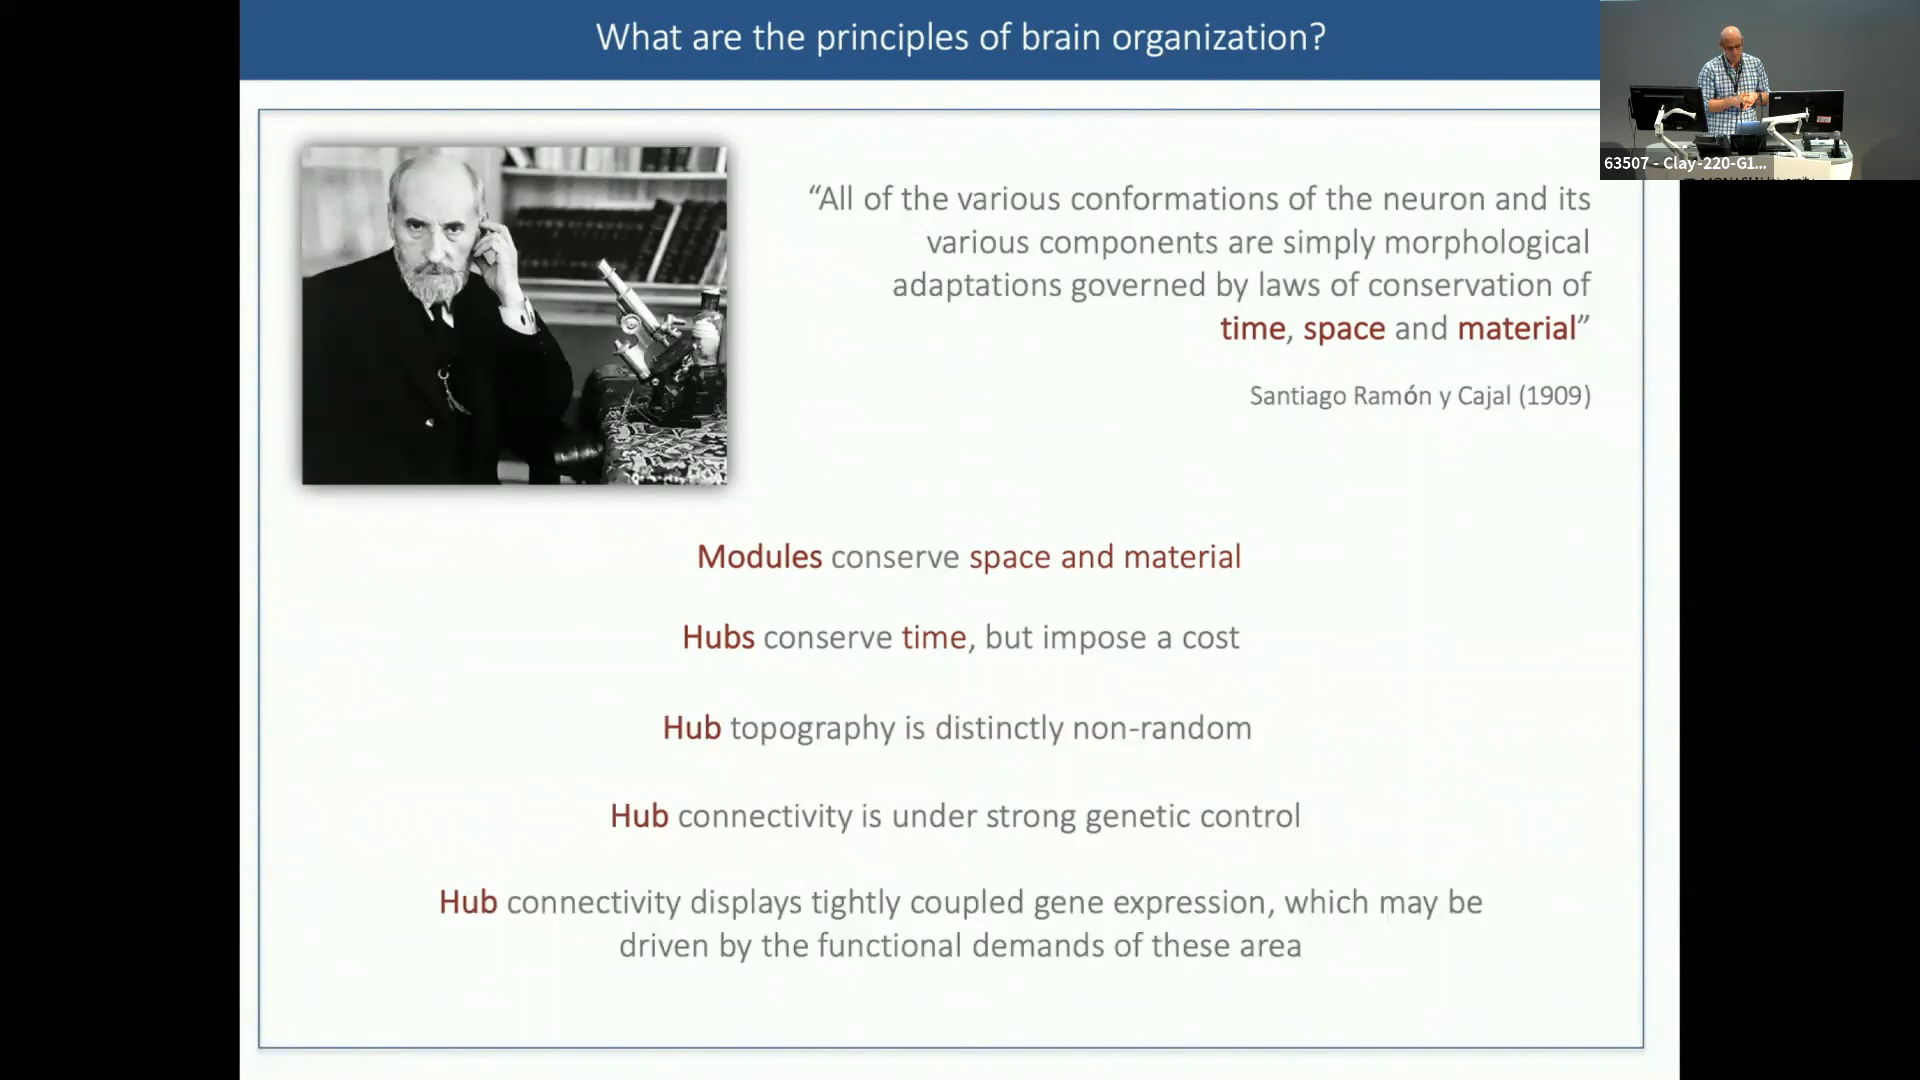 What are the principles of brain organization?
63507 - Clay-220-G1...
“All of the various conformations of the neuron and its
various components are simply morphological
adaptations governed by laws of conservation of
time, space and material”
Santiago Ramón y Cajal (1909)
Modules conserve space and material
Hubs conserve time, but impose a cost
Hub topography is distinctly non-random
Hub connectivity is under strong genetic control
Hub connectivity displays tightly coupled gene expression, which may be
driven by the functional demands of these area